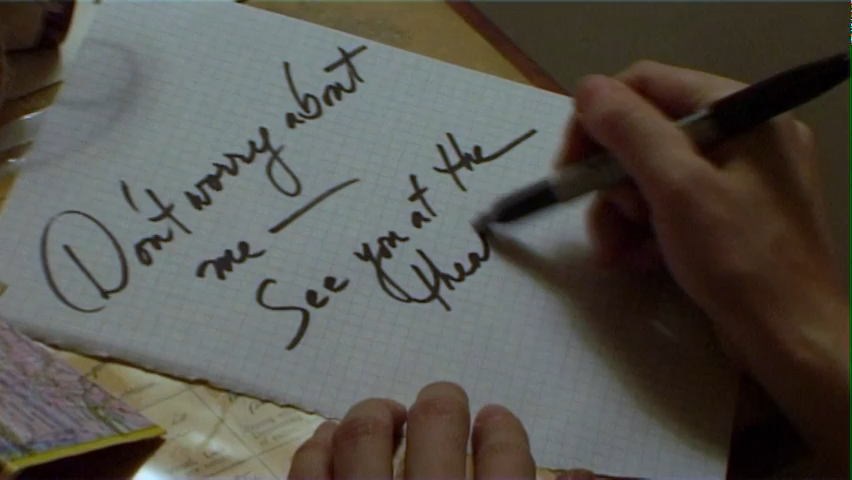 Don't worry about
me —
See you at the
thea